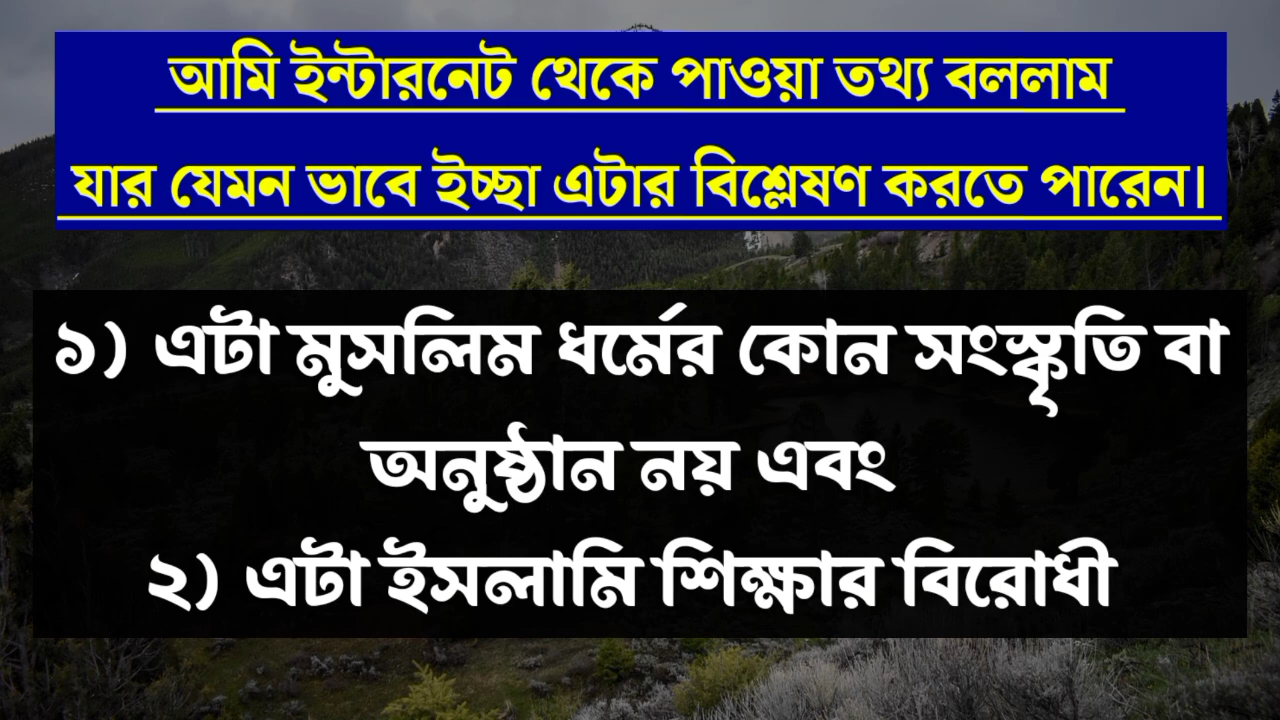 আমি ইন্টারনেট থেকে পাওয়া তথ্য বললাম
যার যেমন ভাবে ইচ্ছা এটার বিশ্লেষণ করতে পারেন।
১) এটা মুসলিম ধর্মের কোন সংস্কৃতি বা
অনুষ্ঠান নয় এবং
২) এটা ইসলামি শিক্ষার বিরোধী